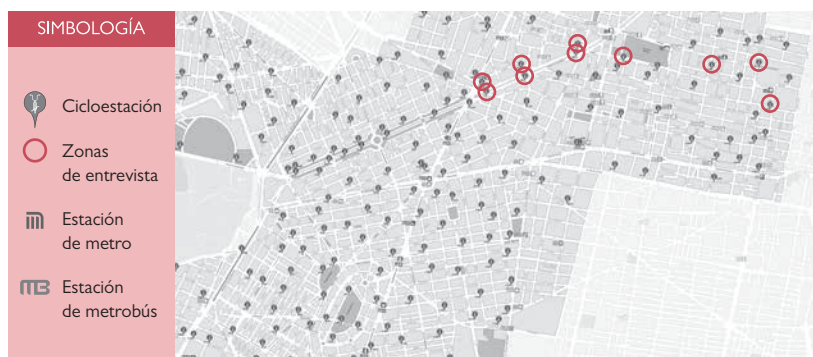 SIMBOLOGÍA
Cicloestación
Zonas
de entrevista
Estación
de metro
Estación
de metrobús